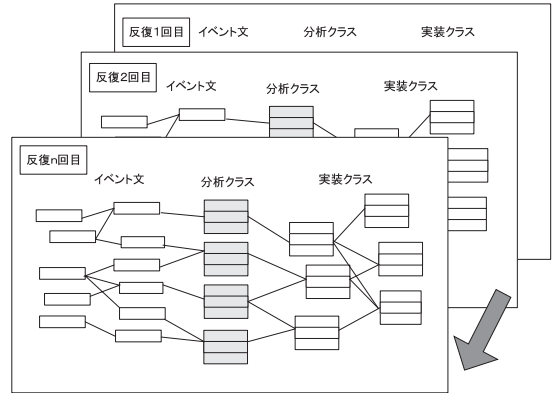 反復1回目 イベント文 分析クラス 実装クラス
反復2回目
イベント文 分析クラス 実装クラス
反復n回目
イベント文 分析クラス 実装クラス